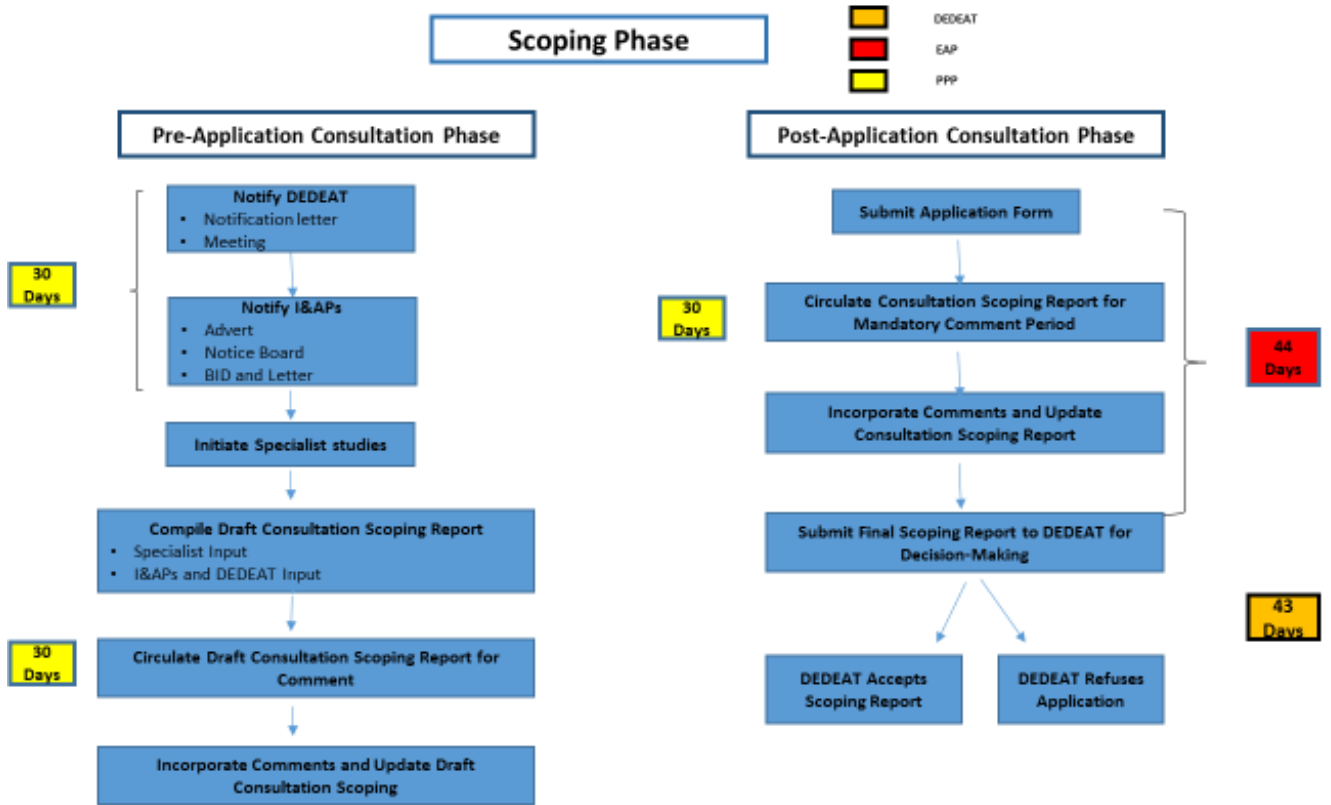 Scoping Phase
DEDEAT
EAP
PPP
Pre-Application Consultation Phase
Notify DEDEAT
• Notification letter
• Meeting
30
Days
Notify I&APs
• Advert
• Notice Board
• BID and Letter
Initiate Specialist studies
Compile Draft Consultation Scoping Report
• Specialist Input
• I&APs and DEDEAT Input
30
Days
Circulate Draft Consultation Scoping Report for
Comment
Incorporate Comments and Update Draft
Consultation Scoping
Post-Application Consultation Phase
Submit Application Form
30
Days
Circulate Consultation Scoping Report for
Mandatory Comment Period
44
Days
Incorporate Comments and Update
Consultation Scoping Report
Submit Final Scoping Report to DEDEAT for
Decision-Making
43
Days
DEDEAT Accepts
Scoping Report
DEDEAT Refuses
Application